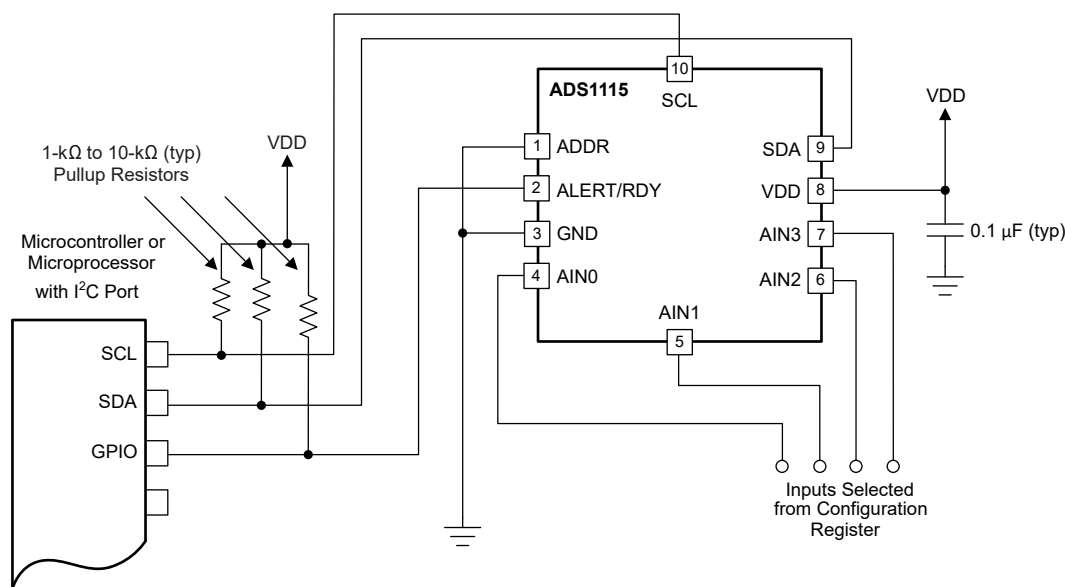 10
ADS1115
SCL
VDD
VDD
1-kΩ to 10-kΩ (typ)
Pullup Resistors
1
ADDR
SDA
9
2
ALERT/RDY
VDD
8
Microcontroller or
Microprocessor
with I²C Port
3
GND
AIN3
7
0.1 µF (typ)
4
AIN0
AIN2
6
AIN1
5
SCL
SDA
GPIO
Inputs Selected
from Configuration
Register